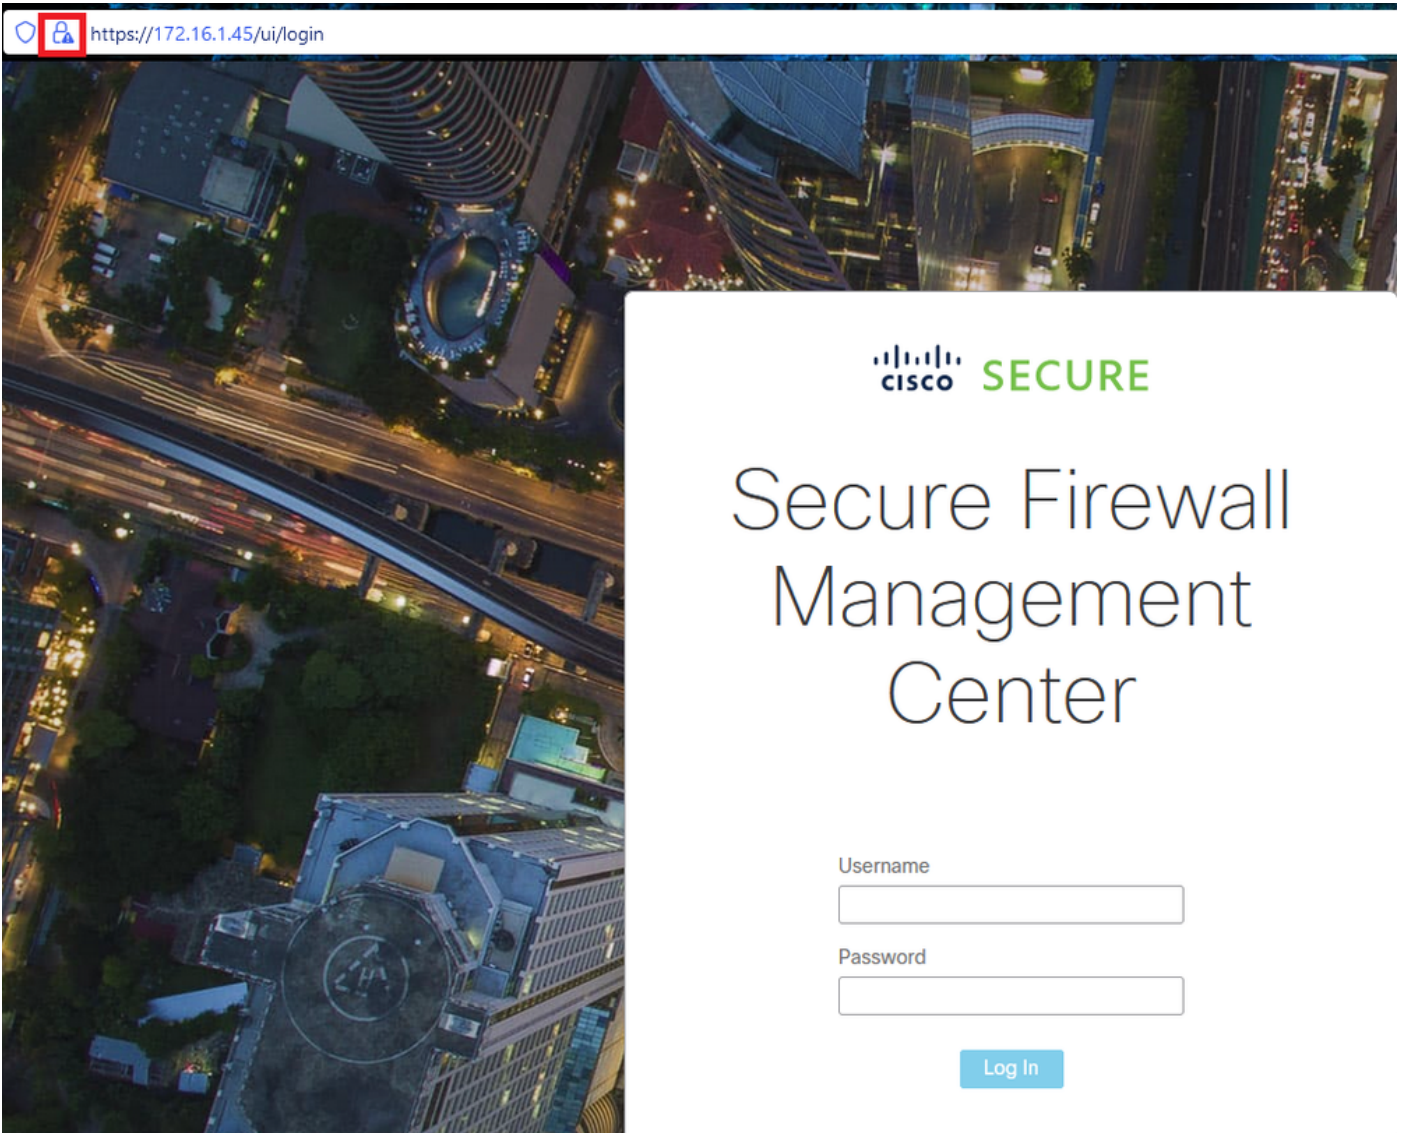 https://172.16.1.45/ui/login
CISCO SECURE
Secure Firewall
Management
Center
Username
Password
Log In